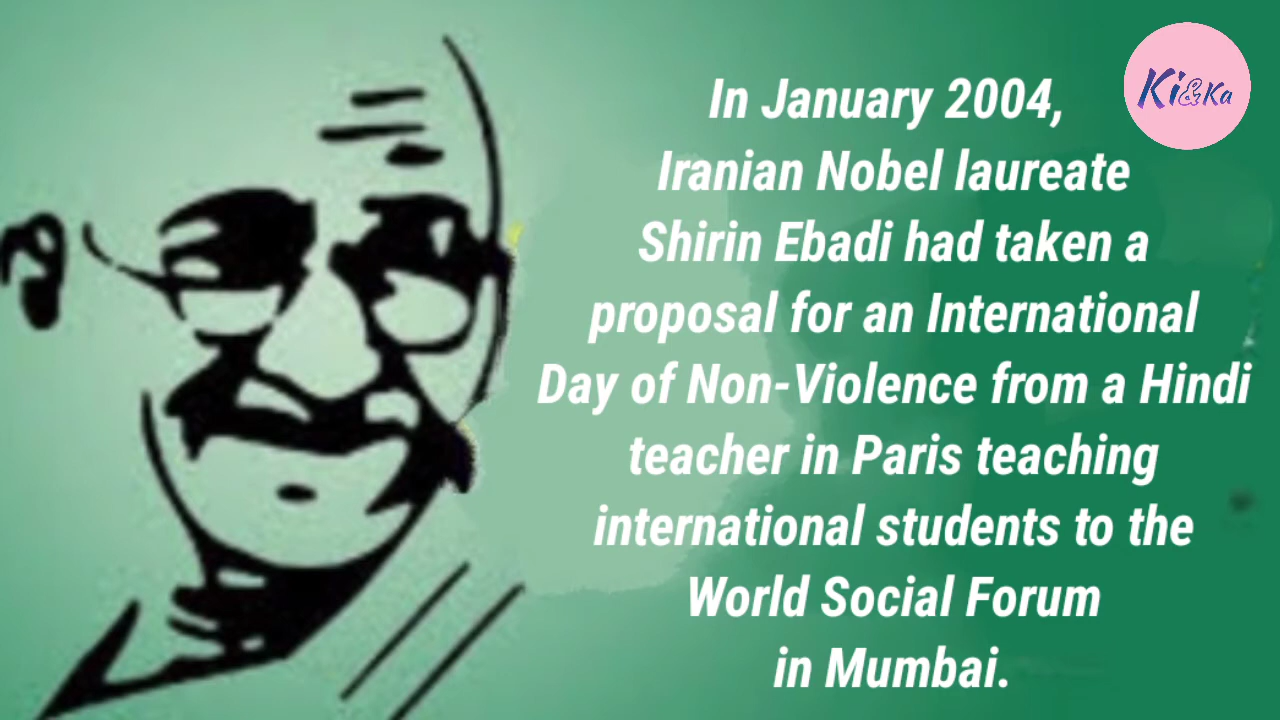 Ki&Ka
In January 2004,
Iranian Nobel laureate
Shirin Ebadi had taken a
proposal for an International
Day of Non-Violence from a Hindi
teacher in Paris teaching
international students to the
World Social Forum
in Mumbai.